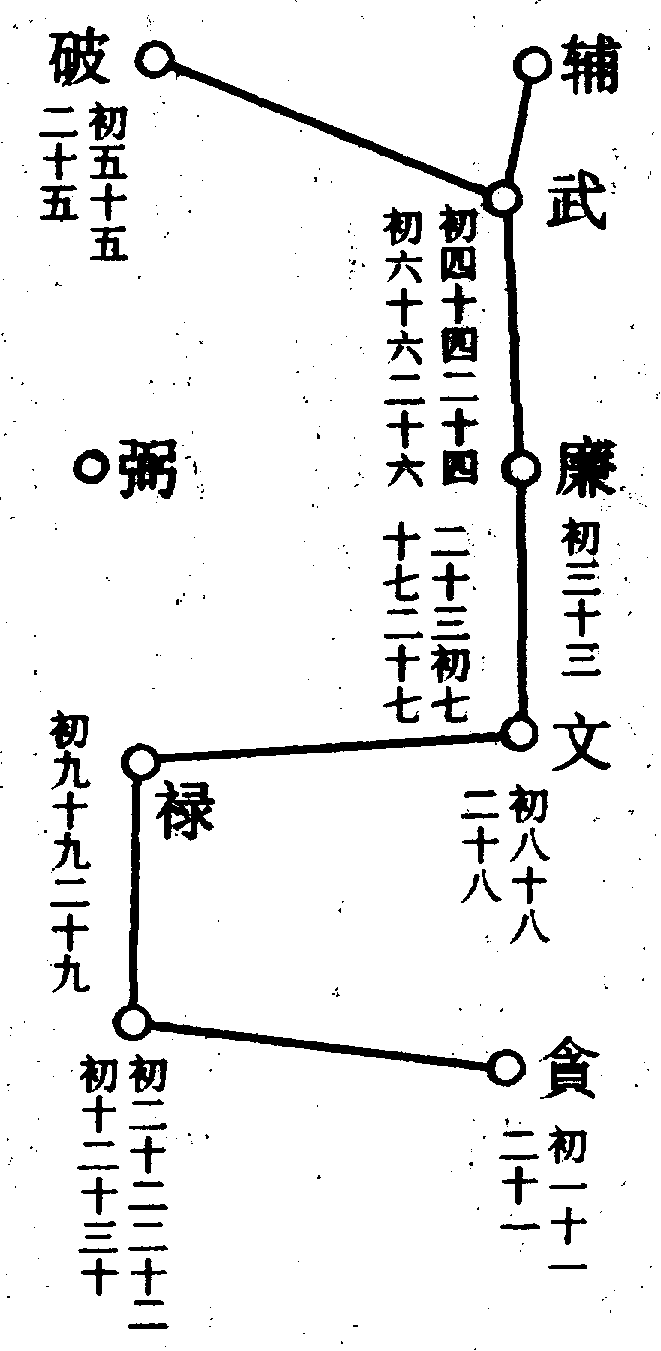 破
初五十五
二十五
辅
武
初四十四二十四
初六十六二十六
弼
廉
初三十三
二十三初七
十七二十七
文
初八十八
二十八
禄
初九十九二十九
初二十二二十二
初十二十三十
貪
初一十一
二十一